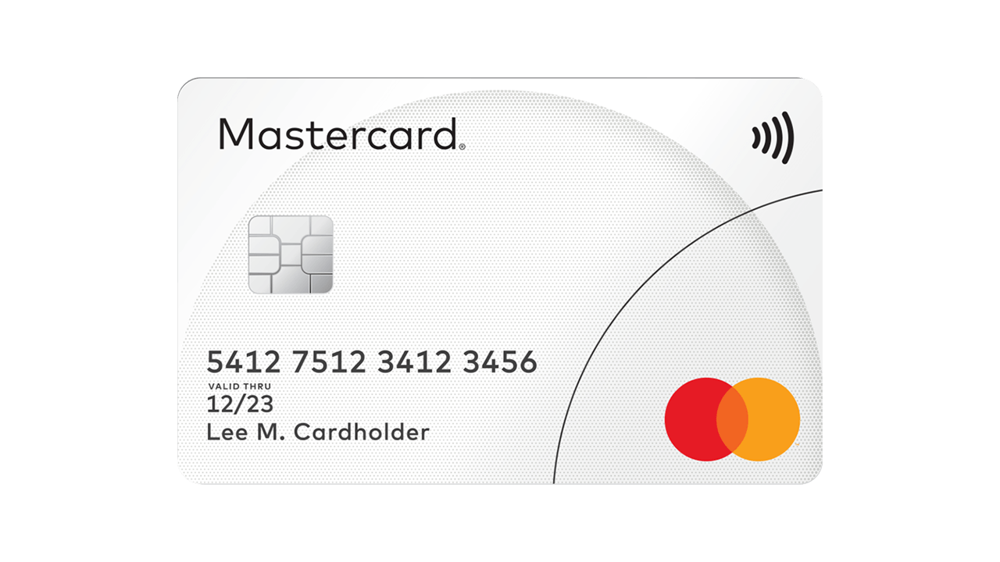 Mastercard®
5412 7512 3412 3456
VALID THRU
12/23
Lee M. Cardholder